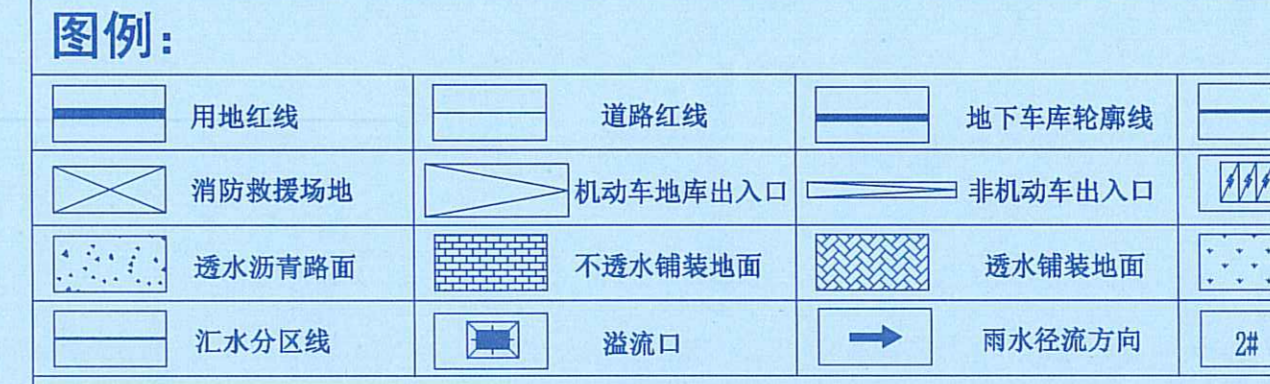 图例:
用地红线 道路红线 地下车库轮廓线
消防救援场地 机动车地库出入口 非机动车出入口
透水沥青路面 不透水铺装地面 透水铺装地面
汇水分区线 溢流口 雨水径流方向 2#